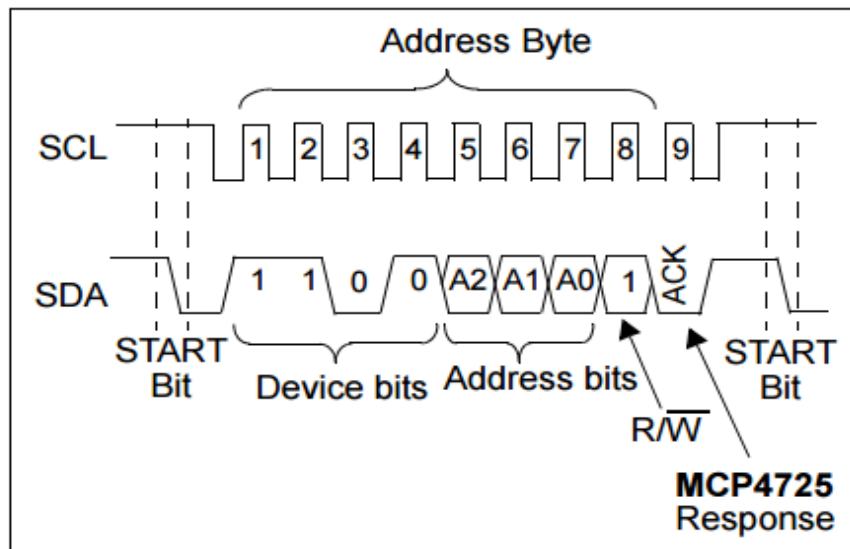 Address Byte
SCL
1 2 3 4 5 6 7 8 9
SDA
1 1 0 0 A2 A1 A0 1 ACK
START
Bit
Device bits
Address bits
START
Bit
R/W̅
MCP4725
Response